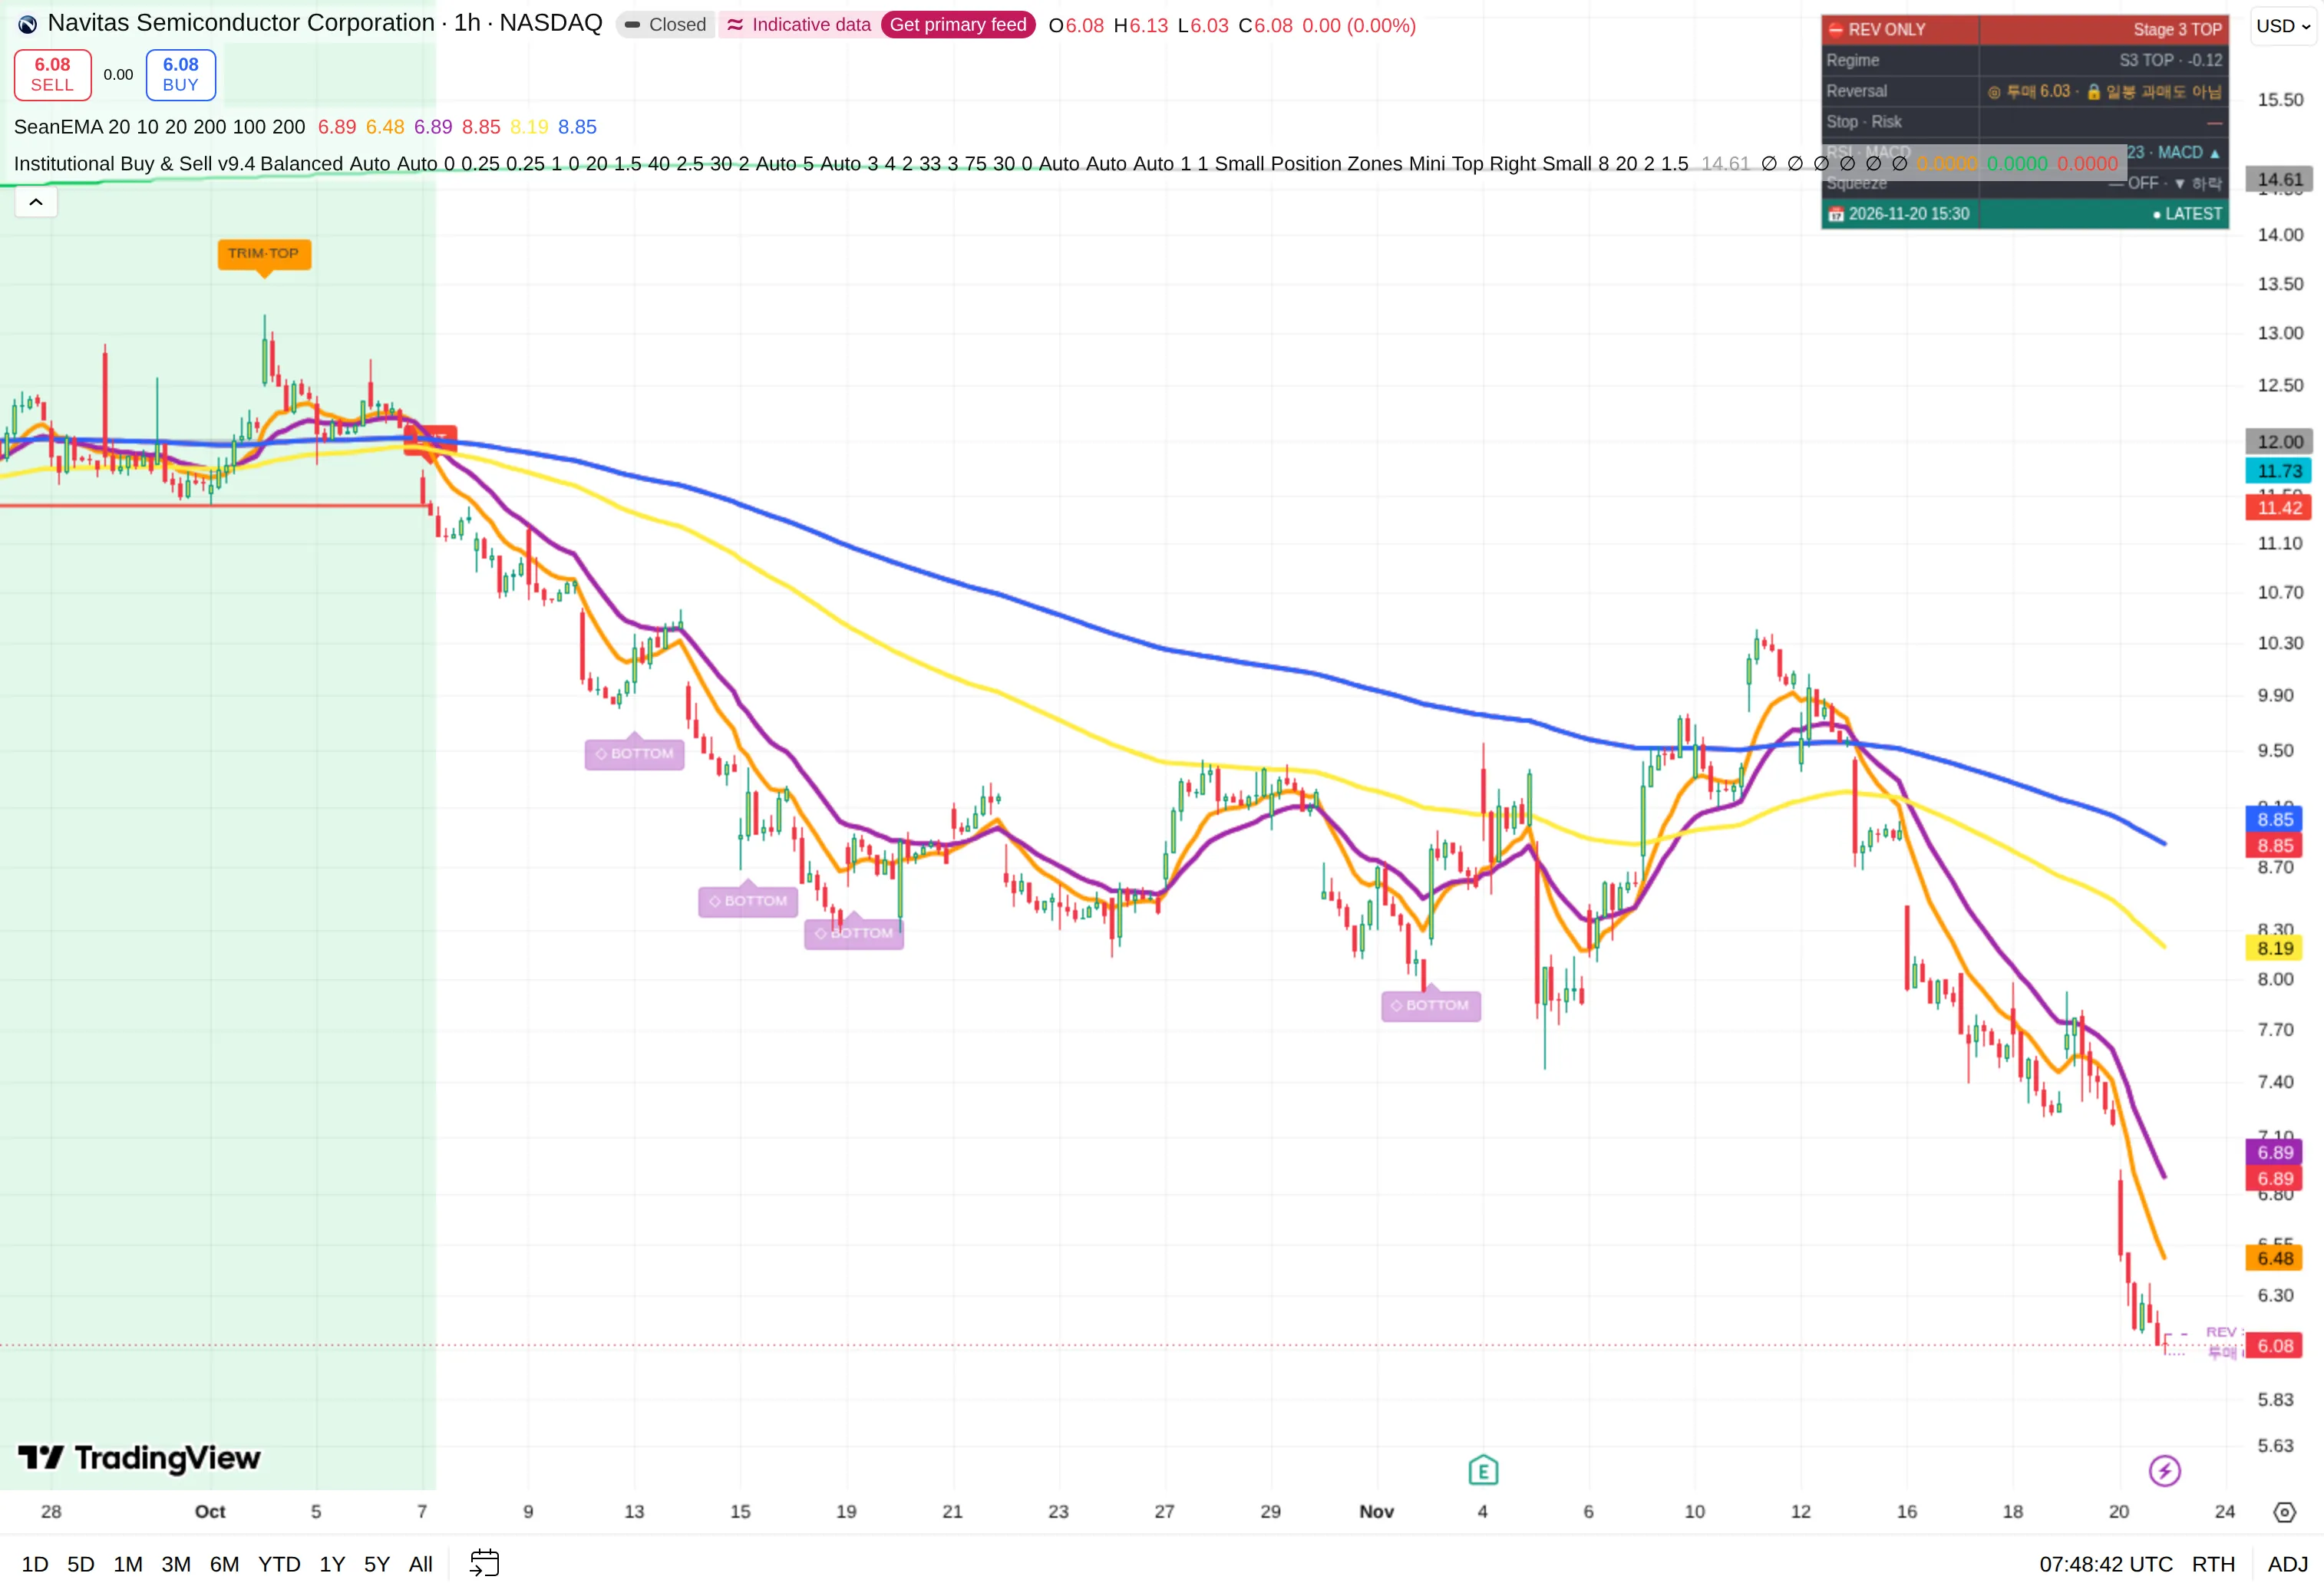 Navitas Semiconductor Corporation · 1h · NASDAQ
Closed
Indicative data
Get primary feed
O6.08 H6.13 L6.03 C6.08 0.00 (0.00%)
6.08
SELL
0.00
6.08
BUY
SeanEMA 20 10 20 200 100 200 6.89 6.48 6.89 8.85 8.19 8.85
Institutional Buy & Sell v9.4 Balanced Auto Auto 0 0.25 0.25 1 0 20 1.5 40 2.5 30 2 Auto 5 Auto 3 4 2 33 3 75 30 0 Auto Auto Auto 1 1 Small Position Zones Mini Top Right Small 8 20 2 1.5 14.61 ∅ ∅ ∅ ∅ ∅ ∅ 0.0000 0.0000 0.0000
REV ONLY Stage 3 TOP
Regime S3 TOP · -0.12
Reversal ◎ 투매 6.03 · 🔒 일봉 과매도 아님
Stop · Risk —
RSI · MACD 23 · MACD ▲
Squeeze — OFF · ▼ 하락
2026-11-20 15:30 ● LATEST
USD
15.50
14.61
14.00
13.50
13.00
12.50
12.00
11.73
11.42
11.10
10.70
10.30
9.90
9.50
8.85
8.85
8.70
8.30
8.19
8.00
7.70
7.40
7.10
6.89
6.89
6.80
6.48
6.30
6.08
5.83
5.63
TRIM·TOP
◇ BOTTOM
◇ BOTTOM
◇ BOTTOM
◇ BOTTOM
REV
투매
E
TradingView
28 Oct 5 7 9 13 15 19 21 23 27 29 Nov 4 6 10 12 16 18 20 24
1D 5D 1M 3M 6M YTD 1Y 5Y All
07:48:42 UTC RTH ADJ